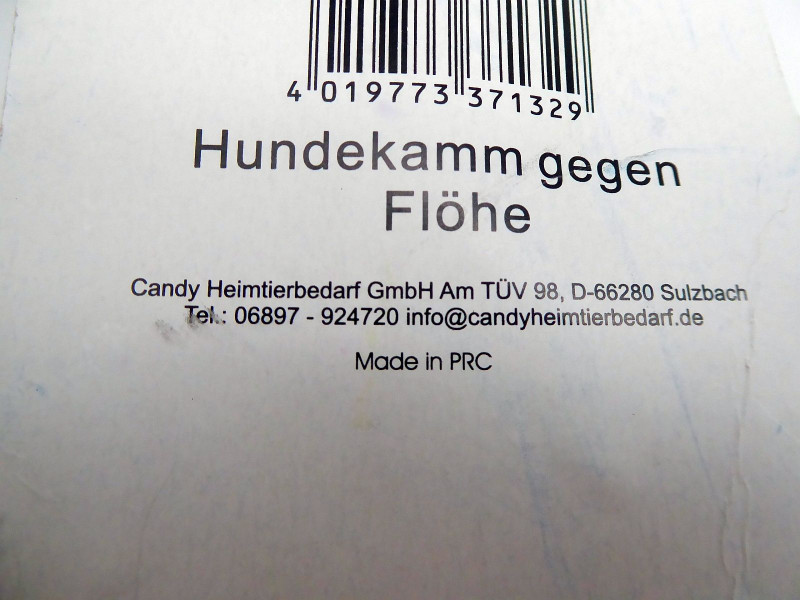 4 019773 371329
Hundekamm gegen
Flöhe
Candy Heimtierbedarf GmbH Am TÜV 98, D-66280 Sulzbach
Tel.: 06897 - 924720 info@candyheimtierbedarf.de
Made in PRC